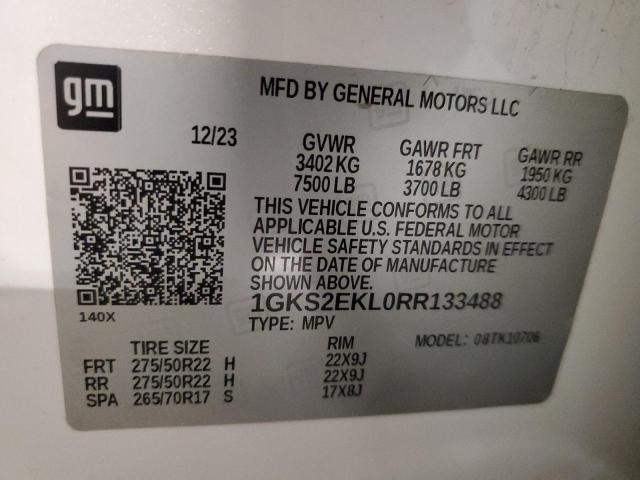 gm
MFD BY GENERAL MOTORS LLC
12/23
GVWR GAWR FRT GAWR RR
3402 KG 1678 KG 1950 KG
7500 LB 3700 LB 4300 LB
THIS VEHICLE CONFORMS TO ALL
APPLICABLE U.S. FEDERAL MOTOR
VEHICLE SAFETY STANDARDS IN EFFECT
ON THE DATE OF MANUFACTURE
SHOWN ABOVE.
1GKS2EKL0RR133488
140X
TYPE: MPV
MODEL: 08TK10706
TIRE SIZE RIM
FRT 275/50R22 H 22X9J
RR 275/50R22 H 22X9J
SPA 265/70R17 S 17X8J